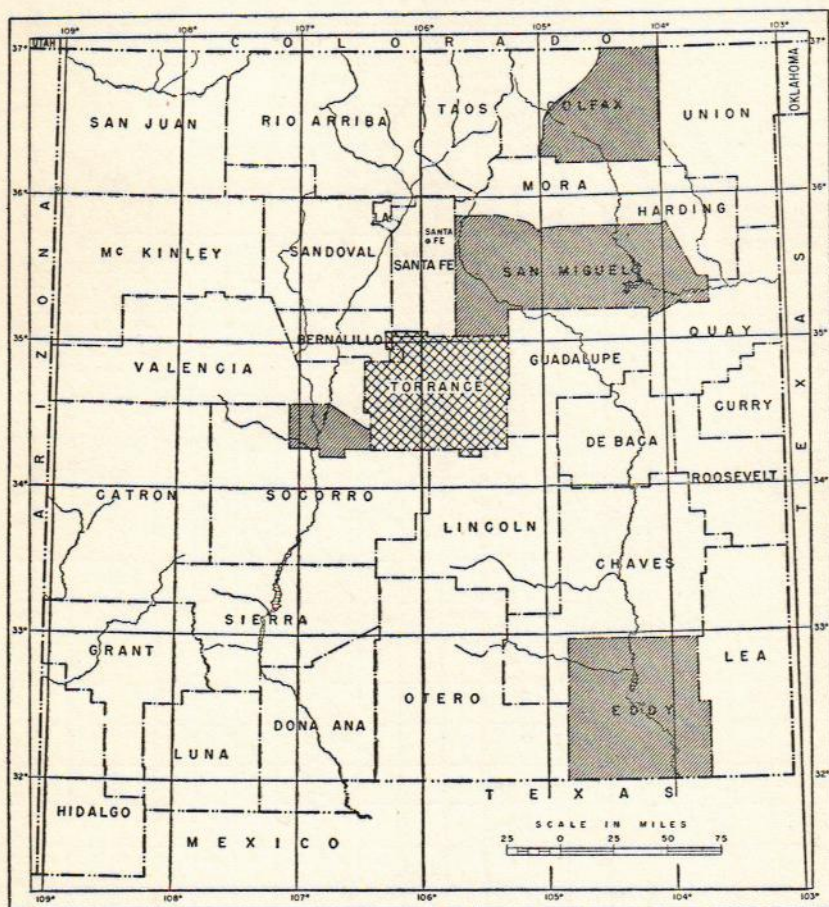 109° 108° 107° 106° 105° 104° 103°
UTAH C O L O R A D O
37° 37°
OKLAHOMA
SAN JUAN RIO ARRIBA TAOS COLFAX UNION
36° MORA 36°
HARDING
L.A.
SANTA FE
Mc KINLEY SANDOVAL SANTA FE SAN MIGUEL
ARIZONA
TEXAS
35° BERNALILLO QUAY 35°
VALENCIA TORRANCE GUADALUPE
CURRY
DE BACA
34° ROOSEVELT 34°
CATRON SOCORRO
LINCOLN
CHAVES
33° SIERRA 33°
GRANT LEA
OTERO EDDY
DONA ANA
LUNA
32° T E X A S 32°
HIDALGO
SCALE IN MILES
25 0 25 50 75
M E X I C O
109° 108° 107° 106° 105° 104° 103°